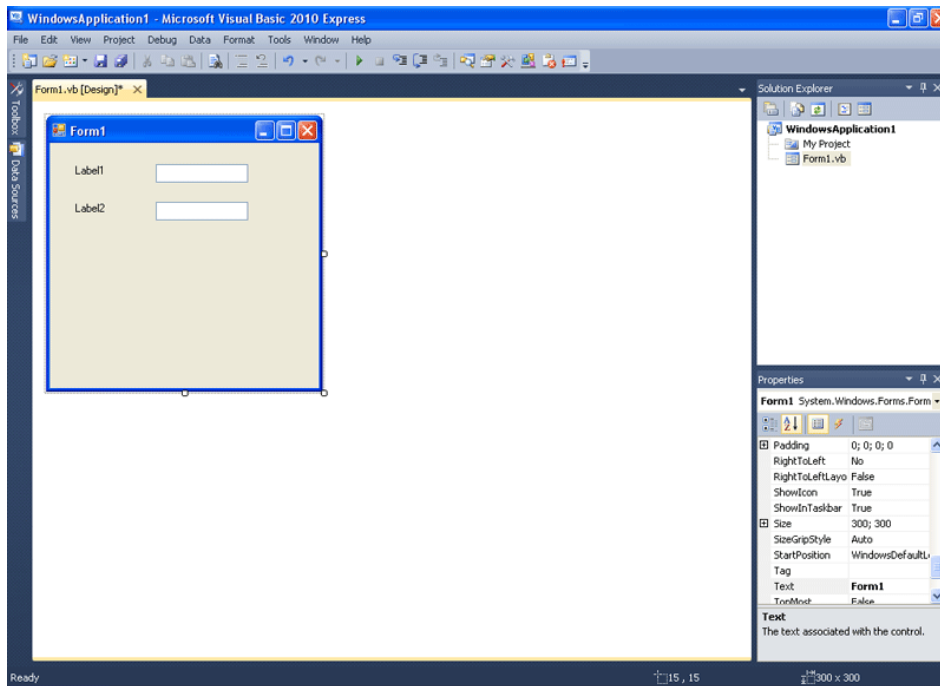 WindowsApplication1 - Microsoft Visual Basic 2010 Express
File Edit View Project Debug Data Format Tools Window Help
Toolbox
Data Sources
Form1.vb [Design]*
Form1
Label1
Label2
Solution Explorer
WindowsApplication1
My Project
Form1.vb
Properties
Form1 System.Windows.Forms.Form
Padding 0; 0; 0; 0
RightToLeft No
RightToLeftLayo False
ShowIcon True
ShowInTaskbar True
Size 300; 300
SizeGripStyle Auto
StartPosition WindowsDefaultL
Tag
Text Form1
TopMost False
Text
The text associated with the control.
Ready 15 , 15 300 x 300